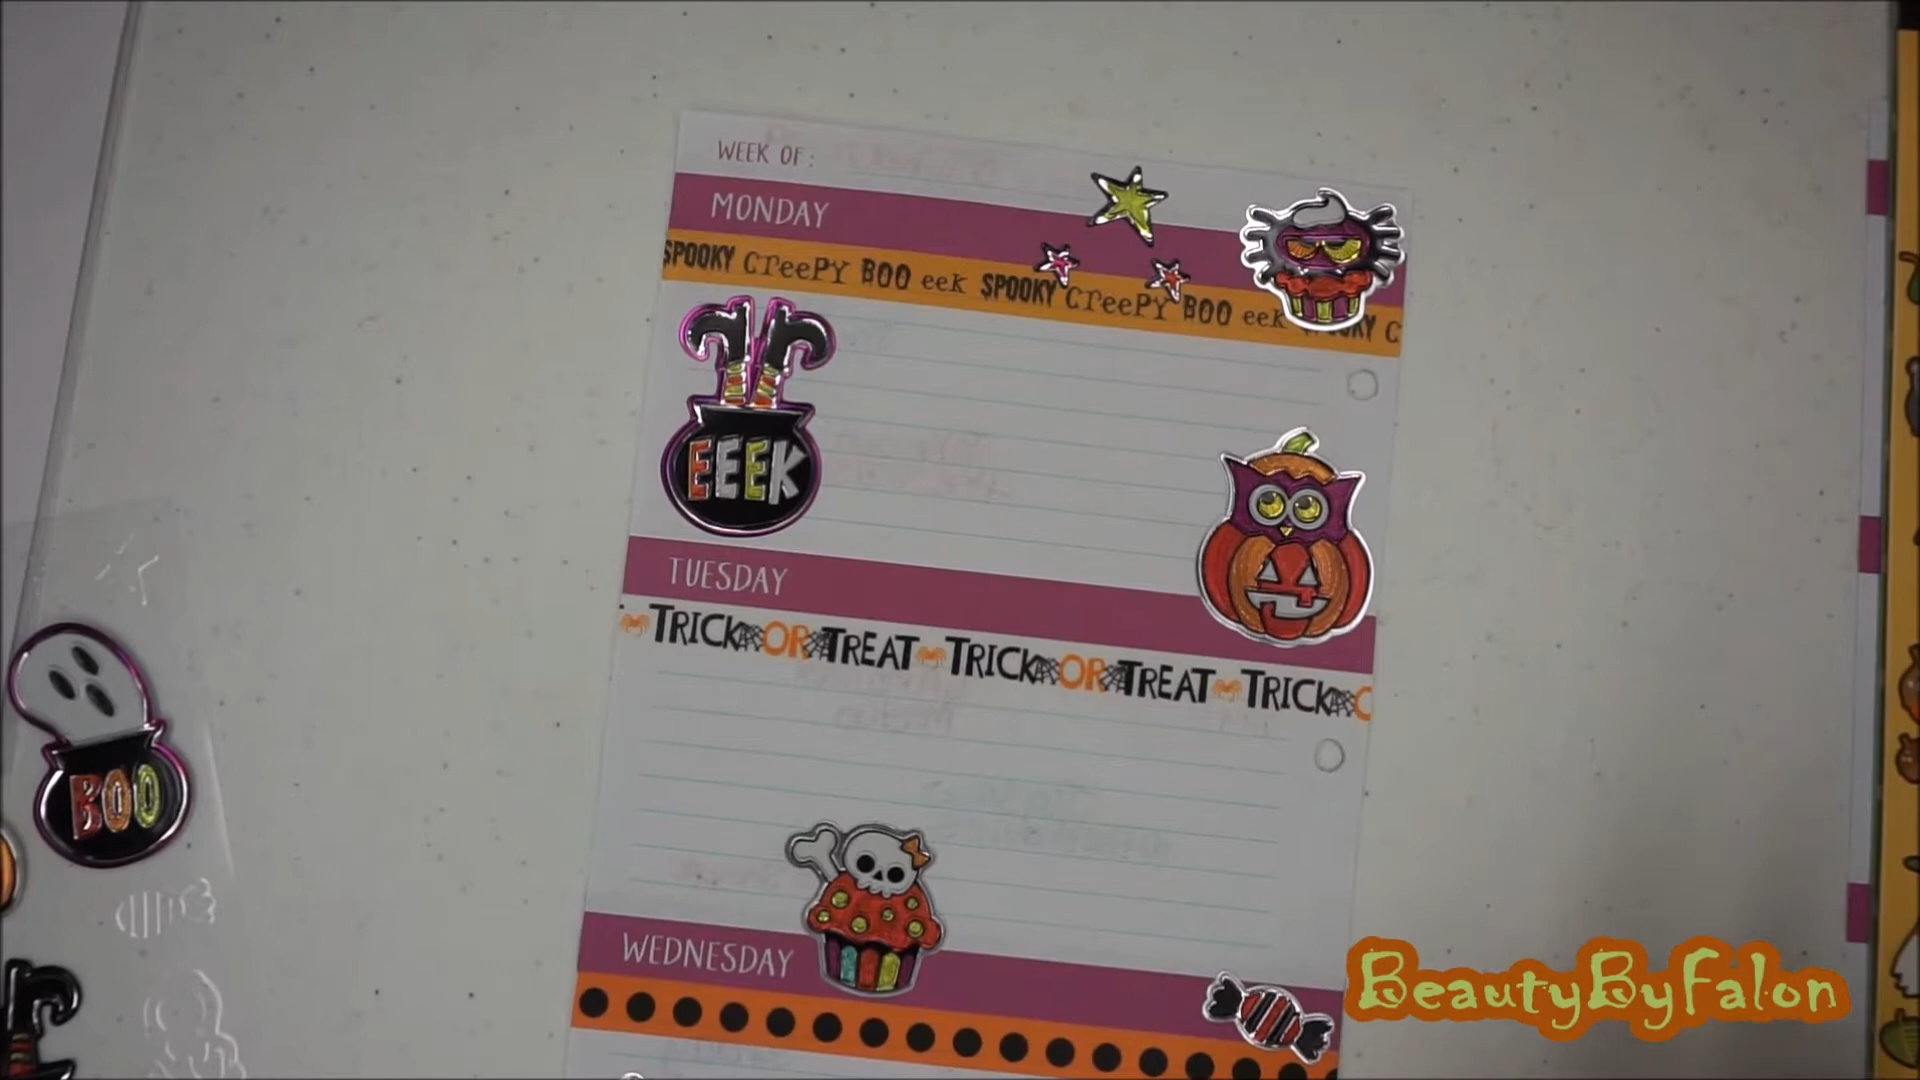 WEEK OF:
MONDAY
SPOOKY CreePY BOO eek SPOOKY CreePY BOO eek SPOOKY C
EEEK
TUESDAY
TRICK OR TREAT TRICK OR TREAT TRICK O
BOO
WEDNESDAY
BeautyByFalon